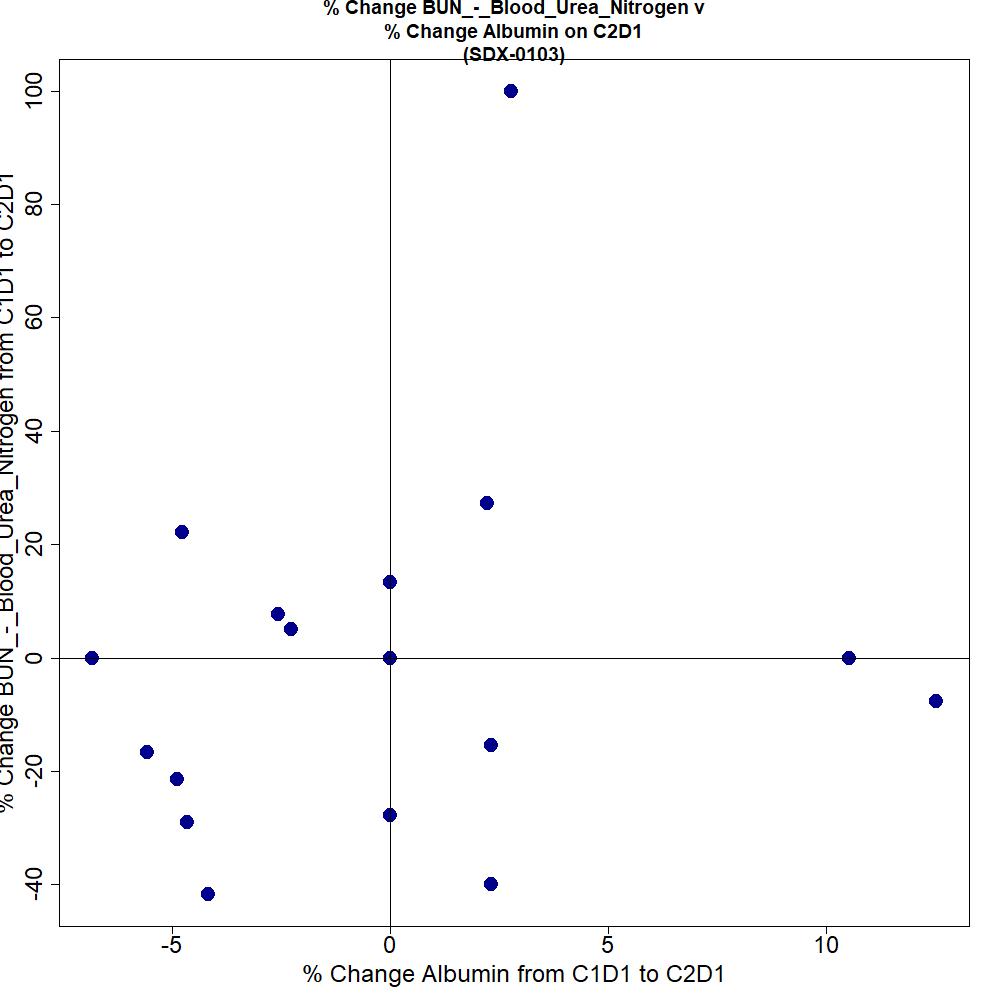 % Change BUN_-_Blood_Urea_Nitrogen v
% Change Albumin on C2D1
(SDX-0103)
% Change BUN_-_Blood_Urea_Nitrogen from C1D1 to C2D1
100
80
60
40
20
0
-20
-40
-5
0
5
10
% Change Albumin from C1D1 to C2D1